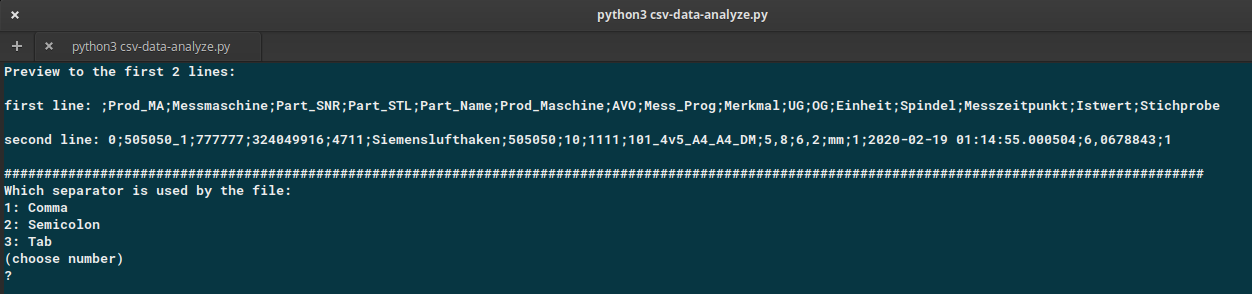 python3 csv-data-analyze.py
python3 csv-data-analyze.py
Preview to the first 2 lines:
first line: ;Prod_MA;Messmaschine;Part_SNR;Part_STL;Part_Name;Prod_Maschine;AVO;Mess_Prog;Merkmal;UG;OG;Einheit;Spindel;Messzeitpunkt;Istwert;Stichprobe
second line: 0;505050_1;777777;324049916;4711;Siemenslufthaken;505050;10;1111;101_4v5_A4_A4_DM;5,8;6,2;mm;1;2020-02-19 01:14:55.000504;6,0678843;1
######################################################################################################################################################
Which separator is used by the file:
1: Comma
2: Semicolon
3: Tab
(choose number)
?